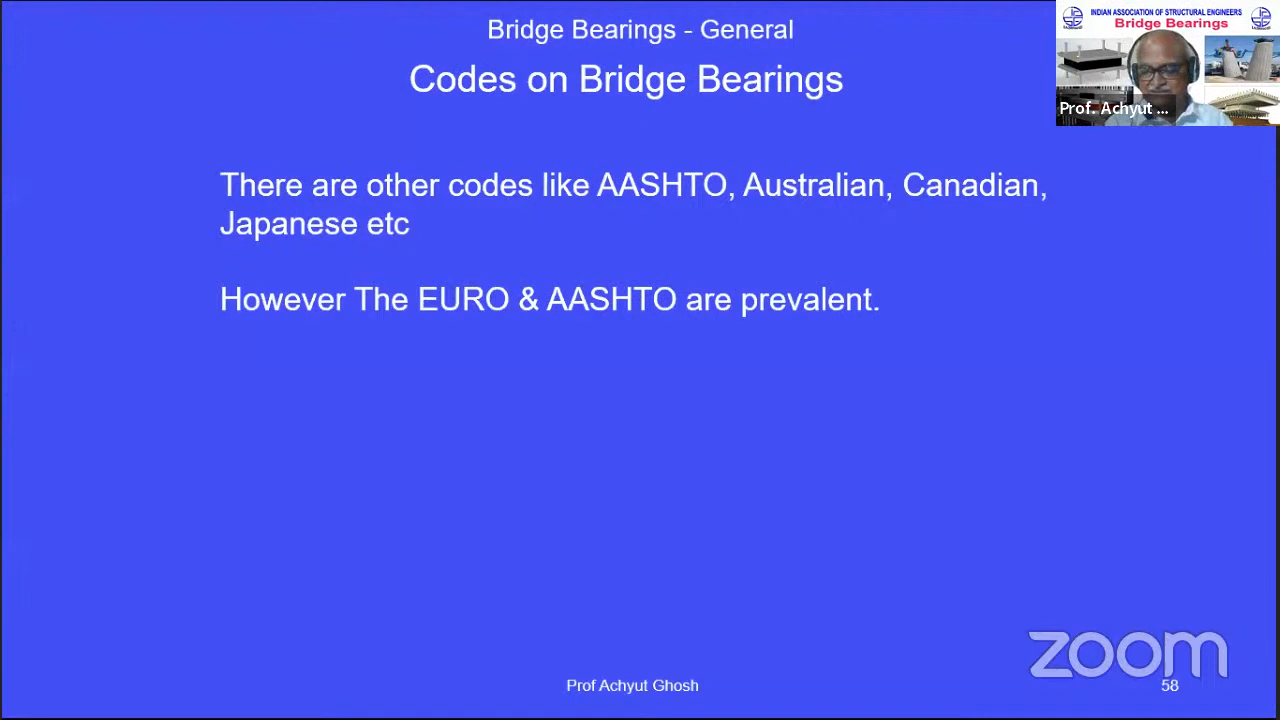 Bridge Bearings - General
Codes on Bridge Bearings
INDIAN ASSOCIATION OF STRUCTURAL ENGINEERS
Bridge Bearings
Prof. Achyut ...
There are other codes like AASHTO, Australian, Canadian,
Japanese etc
However The EURO & AASHTO are prevalent.
zoom
Prof Achyut Ghosh
58